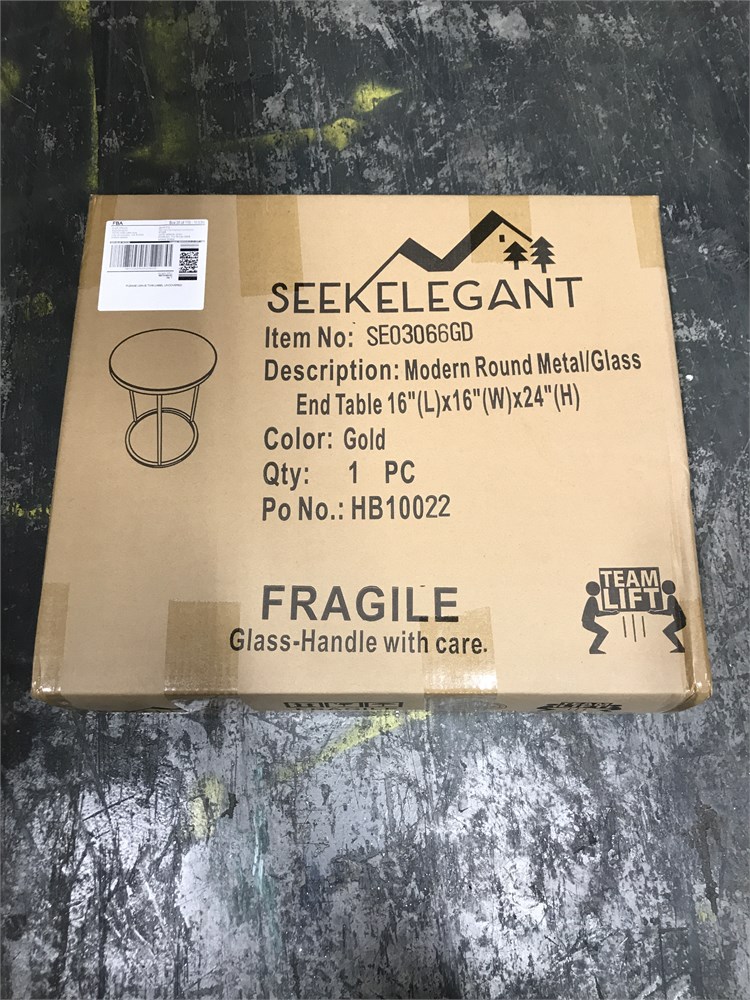 FBA
SEEKELEGANT
Item No: SE03066GD
Description: Modern Round Metal/Glass
End Table 16"(L)x16"(W)x24"(H)
Color: Gold
Qty: 1 PC
Po No.: HB10022
TEAM
LIFT
FRAGILE
Glass-Handle with care.